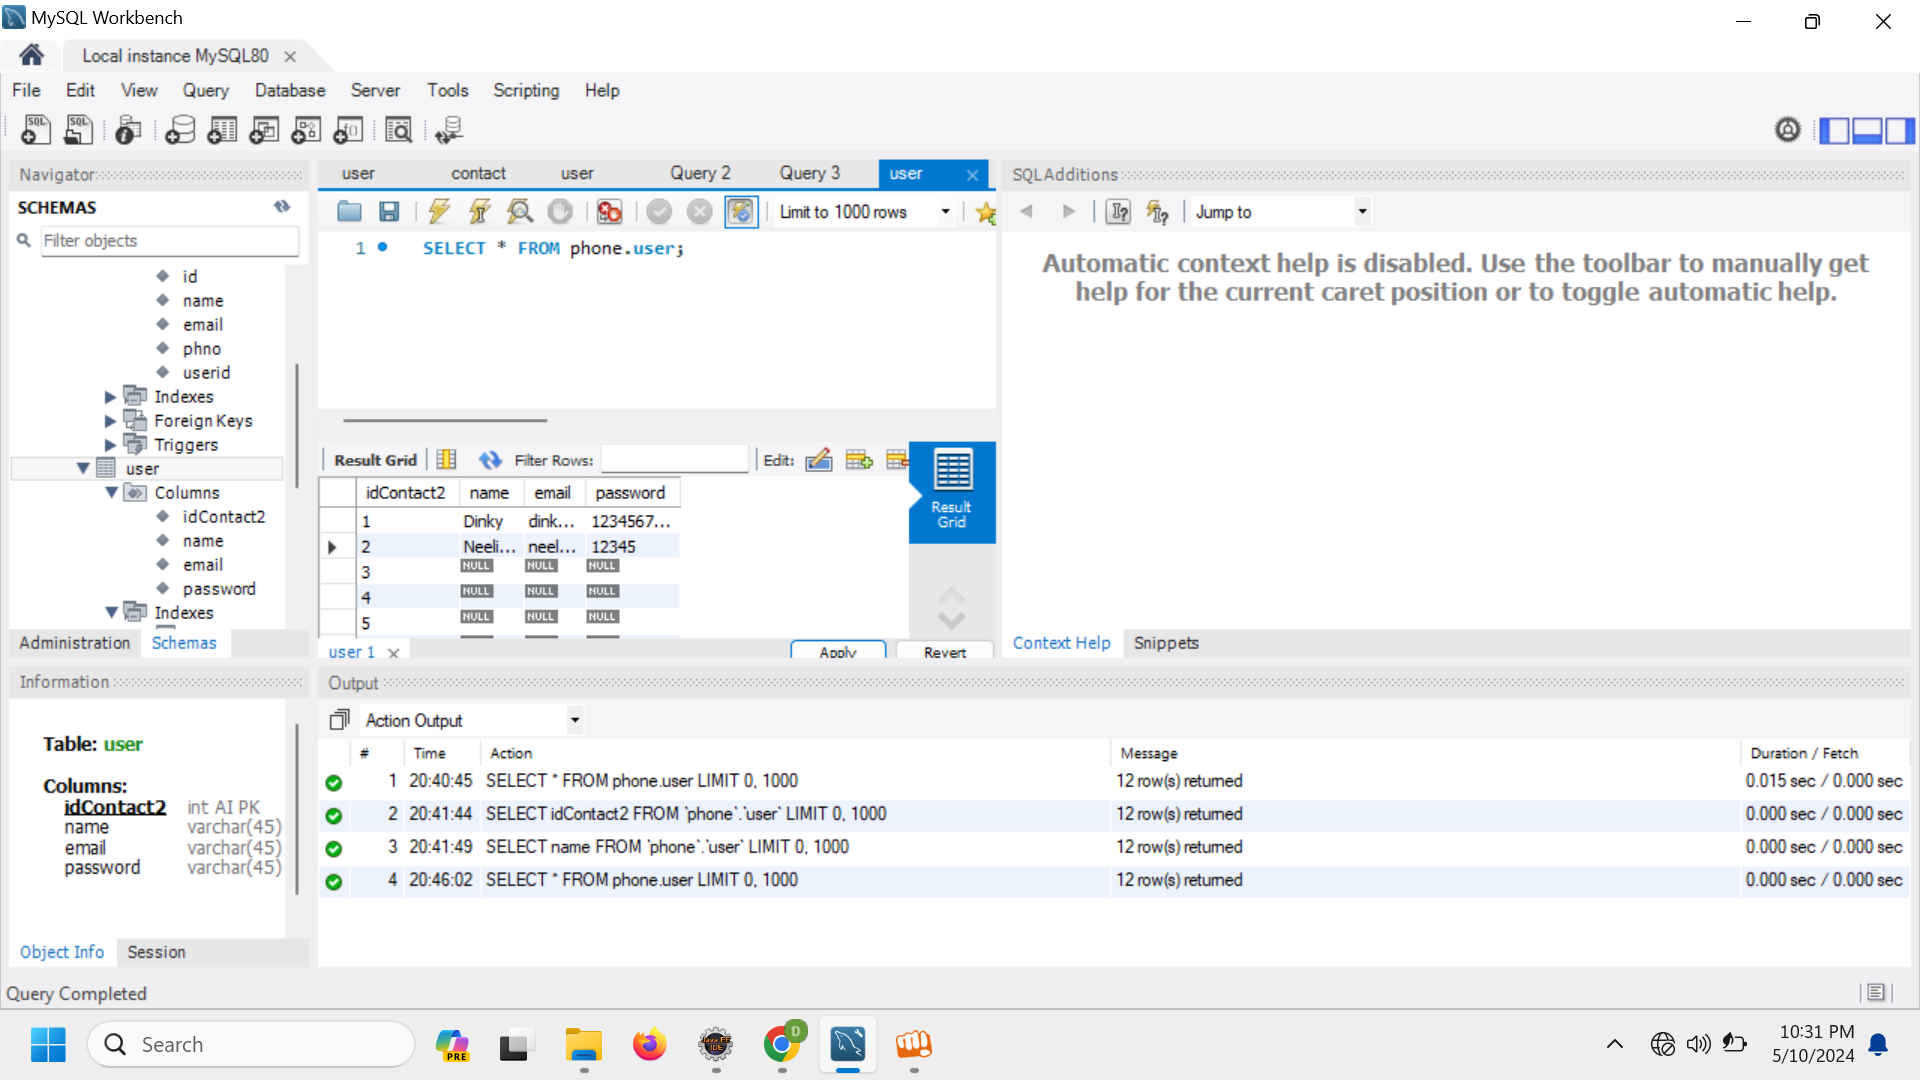 MySQL Workbench
Local instance MySQL80
File Edit View Query Database Server Tools Scripting Help
Navigator
SCHEMAS
Filter objects
id
name
email
phno
userid
Indexes
Foreign Keys
Triggers
user
Columns
idContact2
name
email
password
Indexes
Administration Schemas
user contact user Query 2 Query 3 user
Limit to 1000 rows
1 SELECT * FROM phone.user;
Result Grid Filter Rows: Edit:
idContact2 name email password
1 Dinky dink... 1234567...
2 Neeli... neel... 12345
3 NULL NULL NULL
4 NULL NULL NULL
5 NULL NULL NULL
Result
Grid
user 1 Apply Revert
SQLAdditions
Jump to
Automatic context help is disabled. Use the toolbar to manually get
help for the current caret position or to toggle automatic help.
Context Help Snippets
Information
Table: user
Columns:
idContact2 int AI PK
name varchar(45)
email varchar(45)
password varchar(45)
Object Info Session
Output
Action Output
# Time Action Message Duration / Fetch
1 20:40:45 SELECT * FROM phone.user LIMIT 0, 1000 12 row(s) returned 0.015 sec / 0.000 sec
2 20:41:44 SELECT idContact2 FROM `phone`.`user` LIMIT 0, 1000 12 row(s) returned 0.000 sec / 0.000 sec
3 20:41:49 SELECT name FROM `phone`.`user` LIMIT 0, 1000 12 row(s) returned 0.000 sec / 0.000 sec
4 20:46:02 SELECT * FROM phone.user LIMIT 0, 1000 12 row(s) returned 0.000 sec / 0.000 sec
Query Completed
Search
PRE
D
10:31 PM
5/10/2024